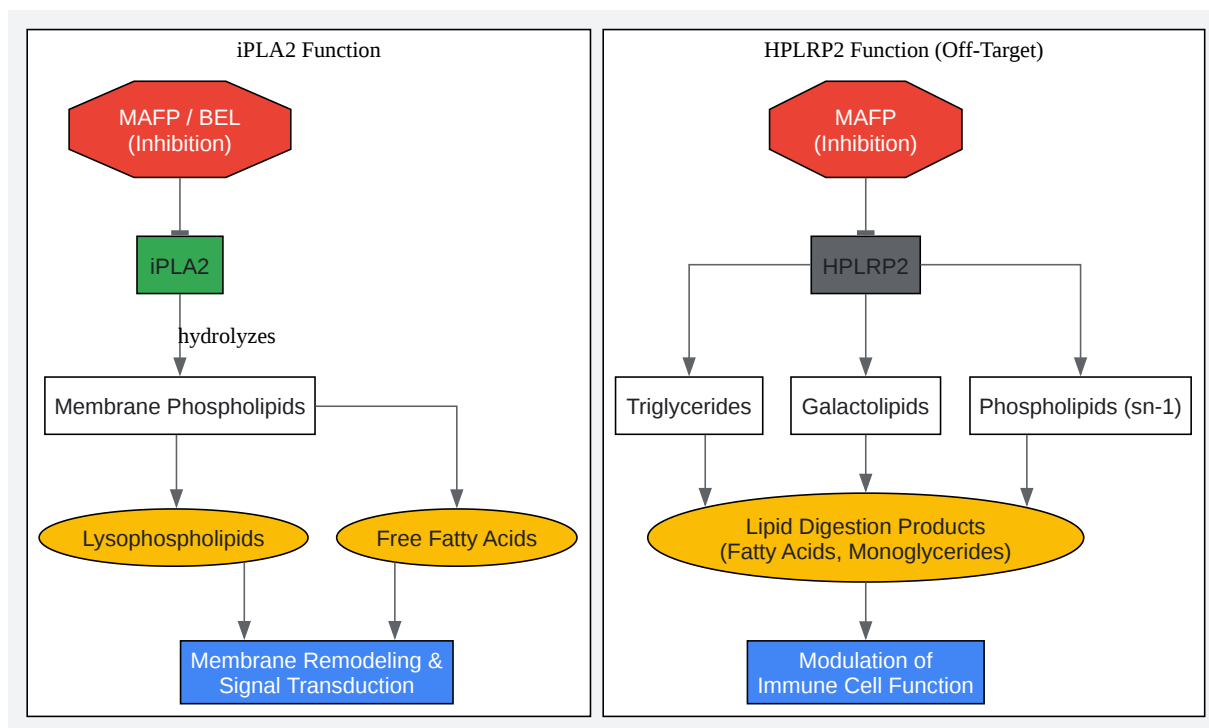 iPLA2 Function
MAFP / BEL
(Inhibition)
iPLA2
hydrolyzes
Membrane Phospholipids
Lysophospholipids
Free Fatty Acids
Membrane Remodeling &
Signal Transduction
HPLRP2 Function (Off-Target)
MAFP
(Inhibition)
HPLRP2
Triglycerides
Galactolipids
Phospholipids (sn-1)
Lipid Digestion Products
(Fatty Acids, Monoglycerides)
Modulation of
Immune Cell Function